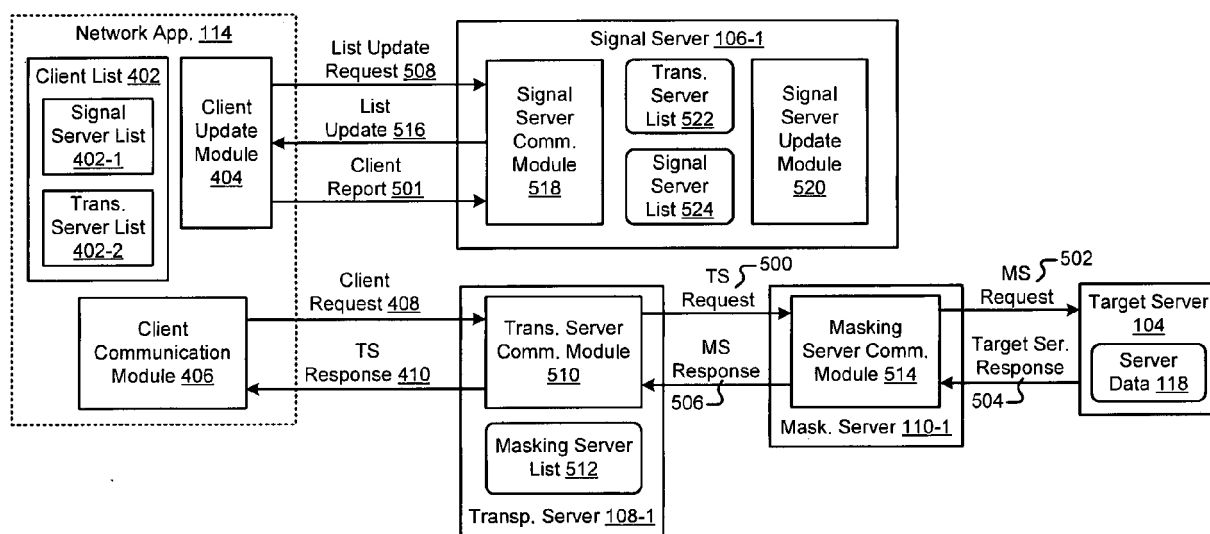 Network App. 114
Client List 402
Signal
Server List
402-1
Trans.
Server List
402-2
Client
Update
Module
404
List Update
Request 508
List
Update 516
Client
Report 501
Signal Server 106-1
Signal
Server
Comm.
Module
518
Trans.
Server
List 522
Signal
Server
List 524
Signal
Server
Update
Module
520
Client
Communication
Module 406
Client
Request 408
TS
Response 410
Trans. Server
Comm. Module
510
Masking Server
List 512
Transp. Server 108-1
TS
Request
500
MS
Response
506
Masking
Server Comm.
Module 514
Mask. Server 110-1
MS
Request
502
Target Ser.
Response
504
Target Server
104
Server
Data 118